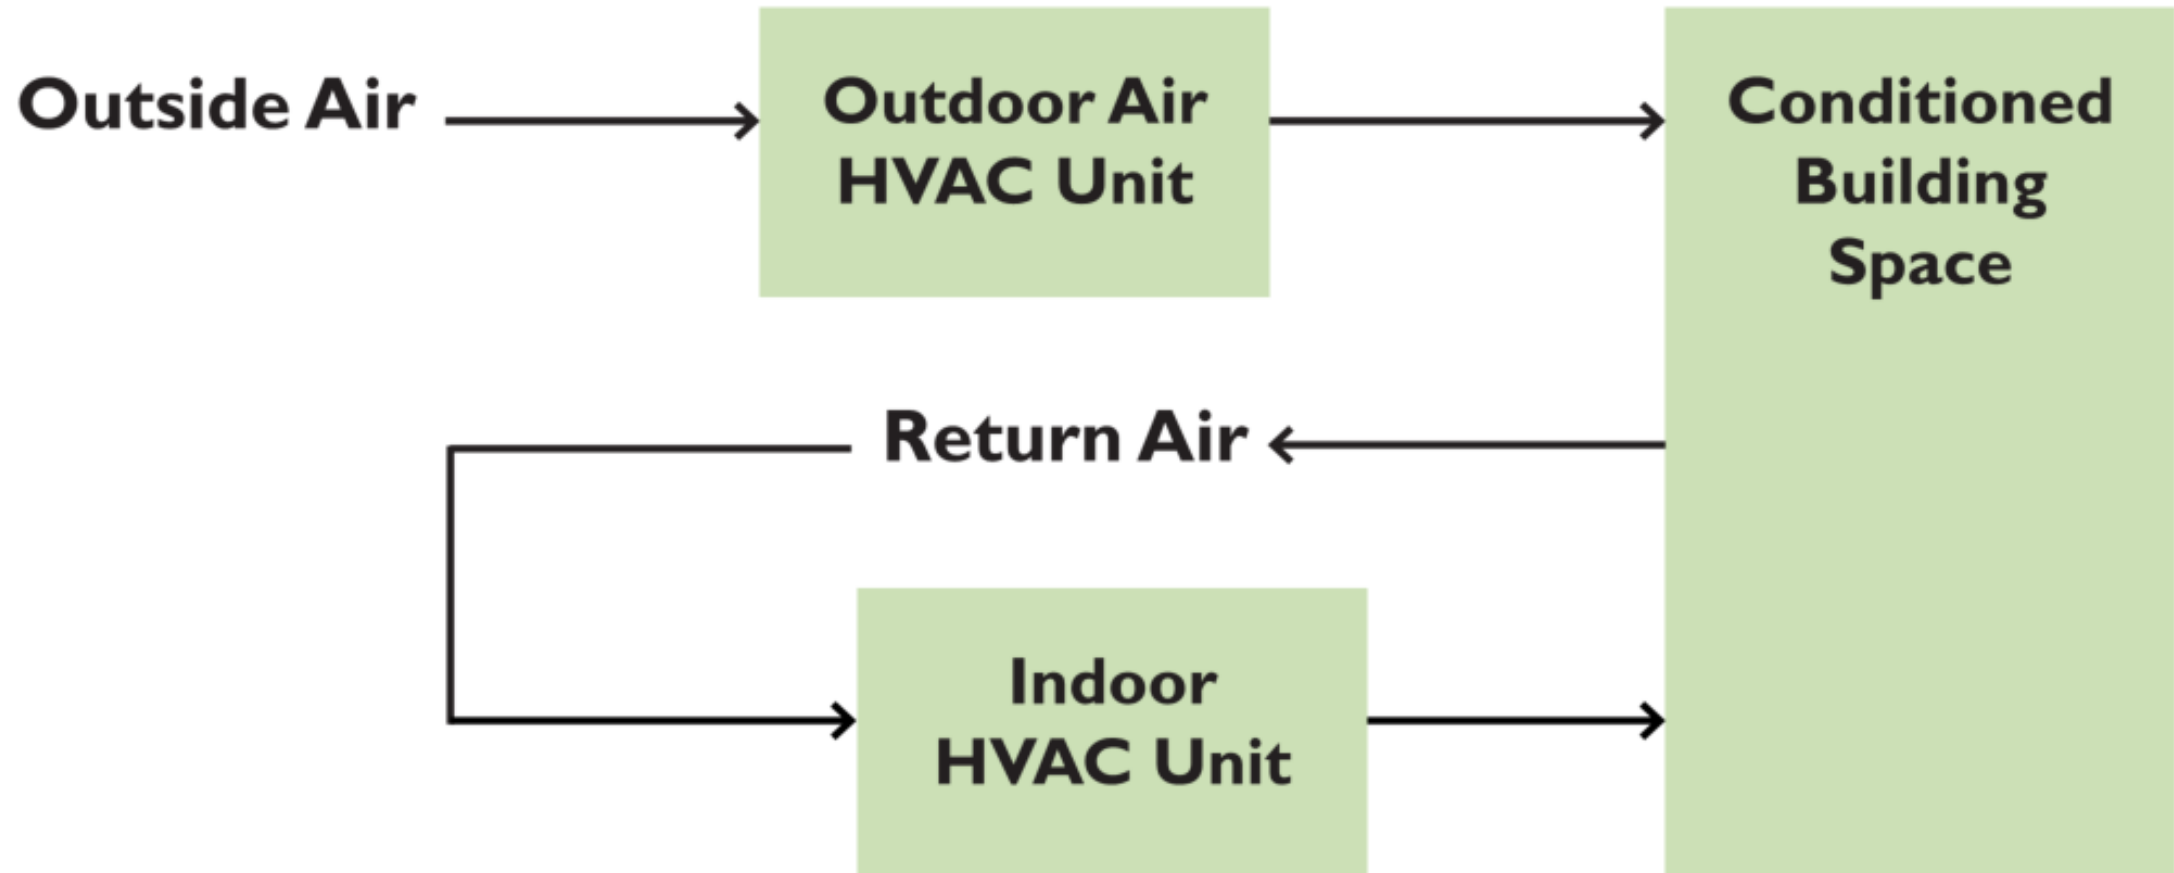 Outside Air
Outdoor Air
HVAC Unit
Conditioned
Building
Space
Return Air
Indoor
HVAC Unit